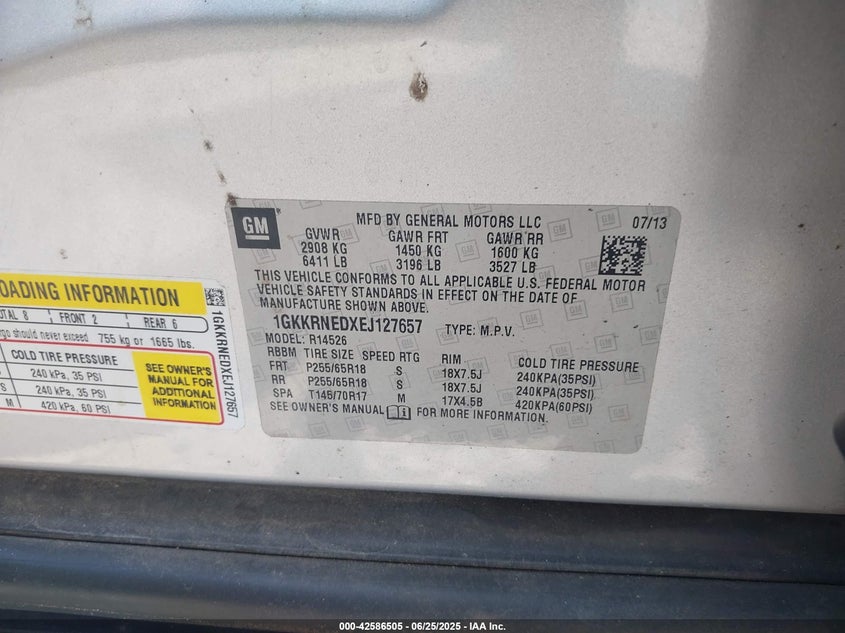 GM
MFD BY GENERAL MOTORS LLC 07/13
GVWR GAWR FRT GAWR RR
2908 KG 1450 KG 1600 KG
6411 LB 3196 LB 3527 LB
THIS VEHICLE CONFORMS TO ALL APPLICABLE U.S. FEDERAL MOTOR
VEHICLE SAFETY STANDARDS IN EFFECT ON THE DATE OF
MANUFACTURE SHOWN ABOVE.
1GKKRNEDXEJ127657 TYPE: M.P.V.
MODEL: R14526
RBBM TIRE SIZE SPEED RTG RIM COLD TIRE PRESSURE
FRT P255/65R18 S 18X7.5J 240KPA(35PSI)
RR P255/65R18 S 18X7.5J 240KPA(35PSI)
SPA T145/70R17 M 17X4.5B 420KPA(60PSI)
SEE OWNER'S MANUAL i FOR MORE INFORMATION.
LOADING INFORMATION
TOTAL 8 FRONT 2 REAR 6
should never exceed 755 kg or 1665 lbs.
COLD TIRE PRESSURE
240 kPa, 35 PSI
S 240 kPa, 35 PSI
M 420 kPa, 60 PSI
SEE OWNER'S
MANUAL FOR
ADDITIONAL
INFORMATION
1GKKRNEDXEJ127657
000-42586505 - 06/25/2025 - IAA Inc.